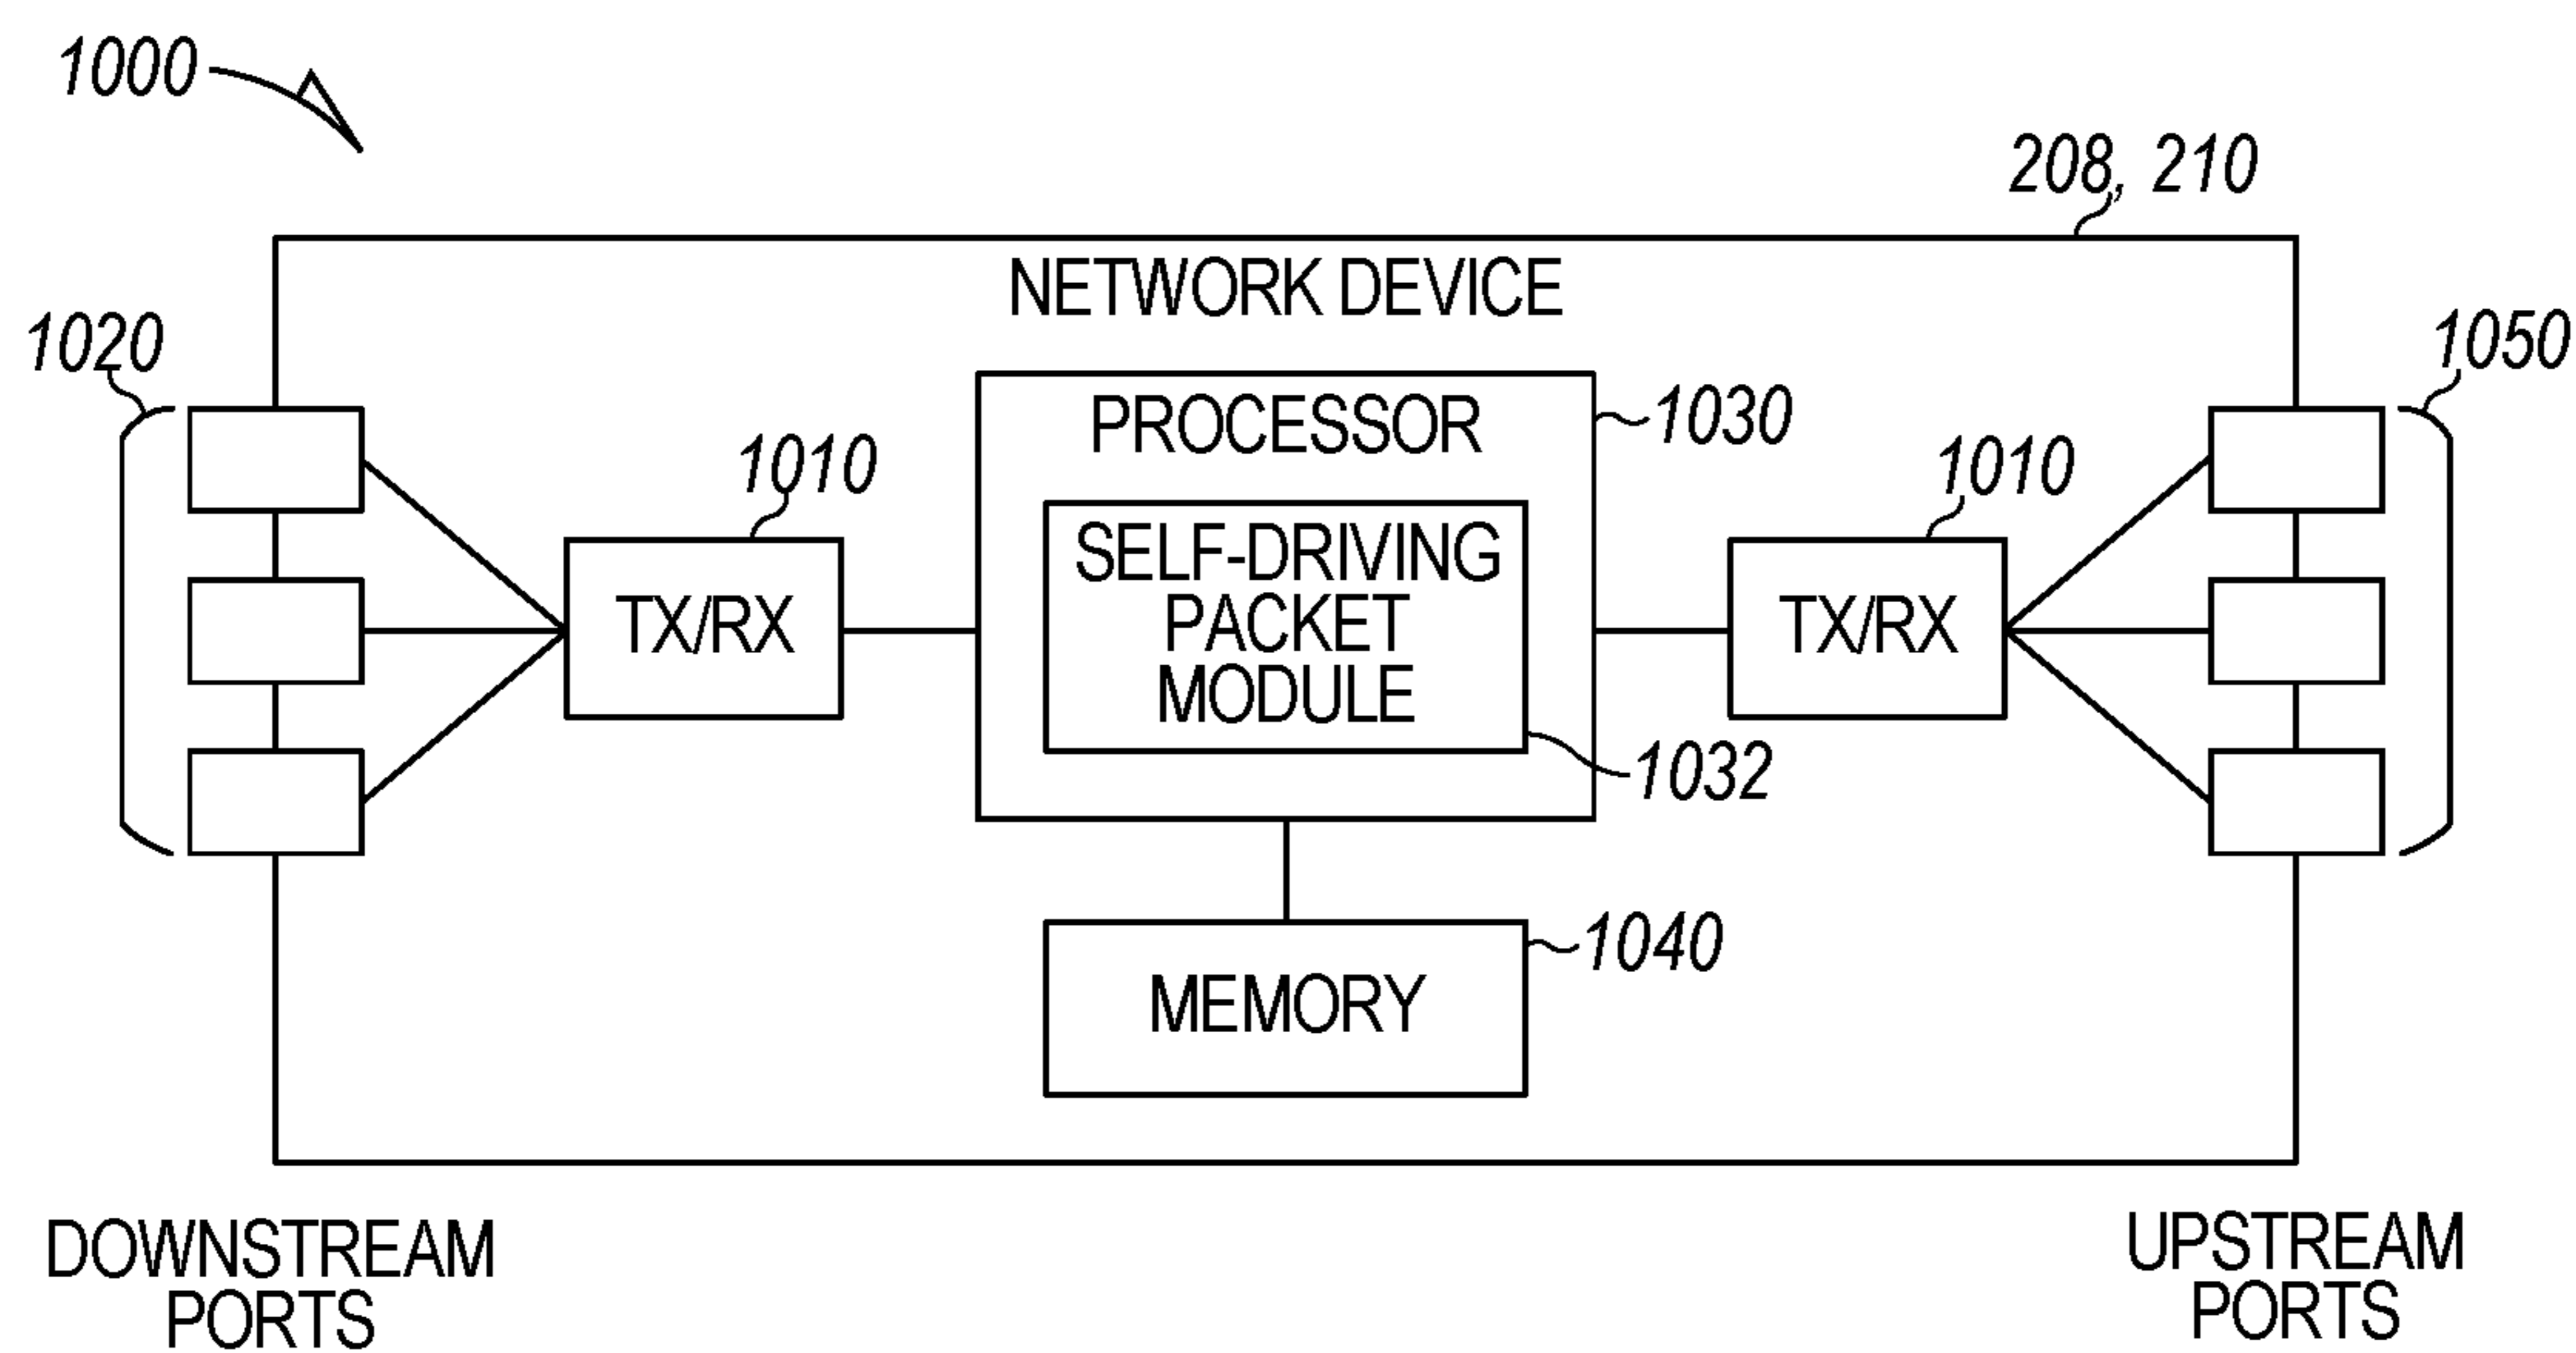 1000
208, 210
NETWORK DEVICE
1020
1050
PROCESSOR
1030
1010
1010
SELF-DRIVING
PACKET
MODULE
TX/RX
TX/RX
1032
1040
MEMORY
DOWNSTREAM
PORTS
UPSTREAM
PORTS